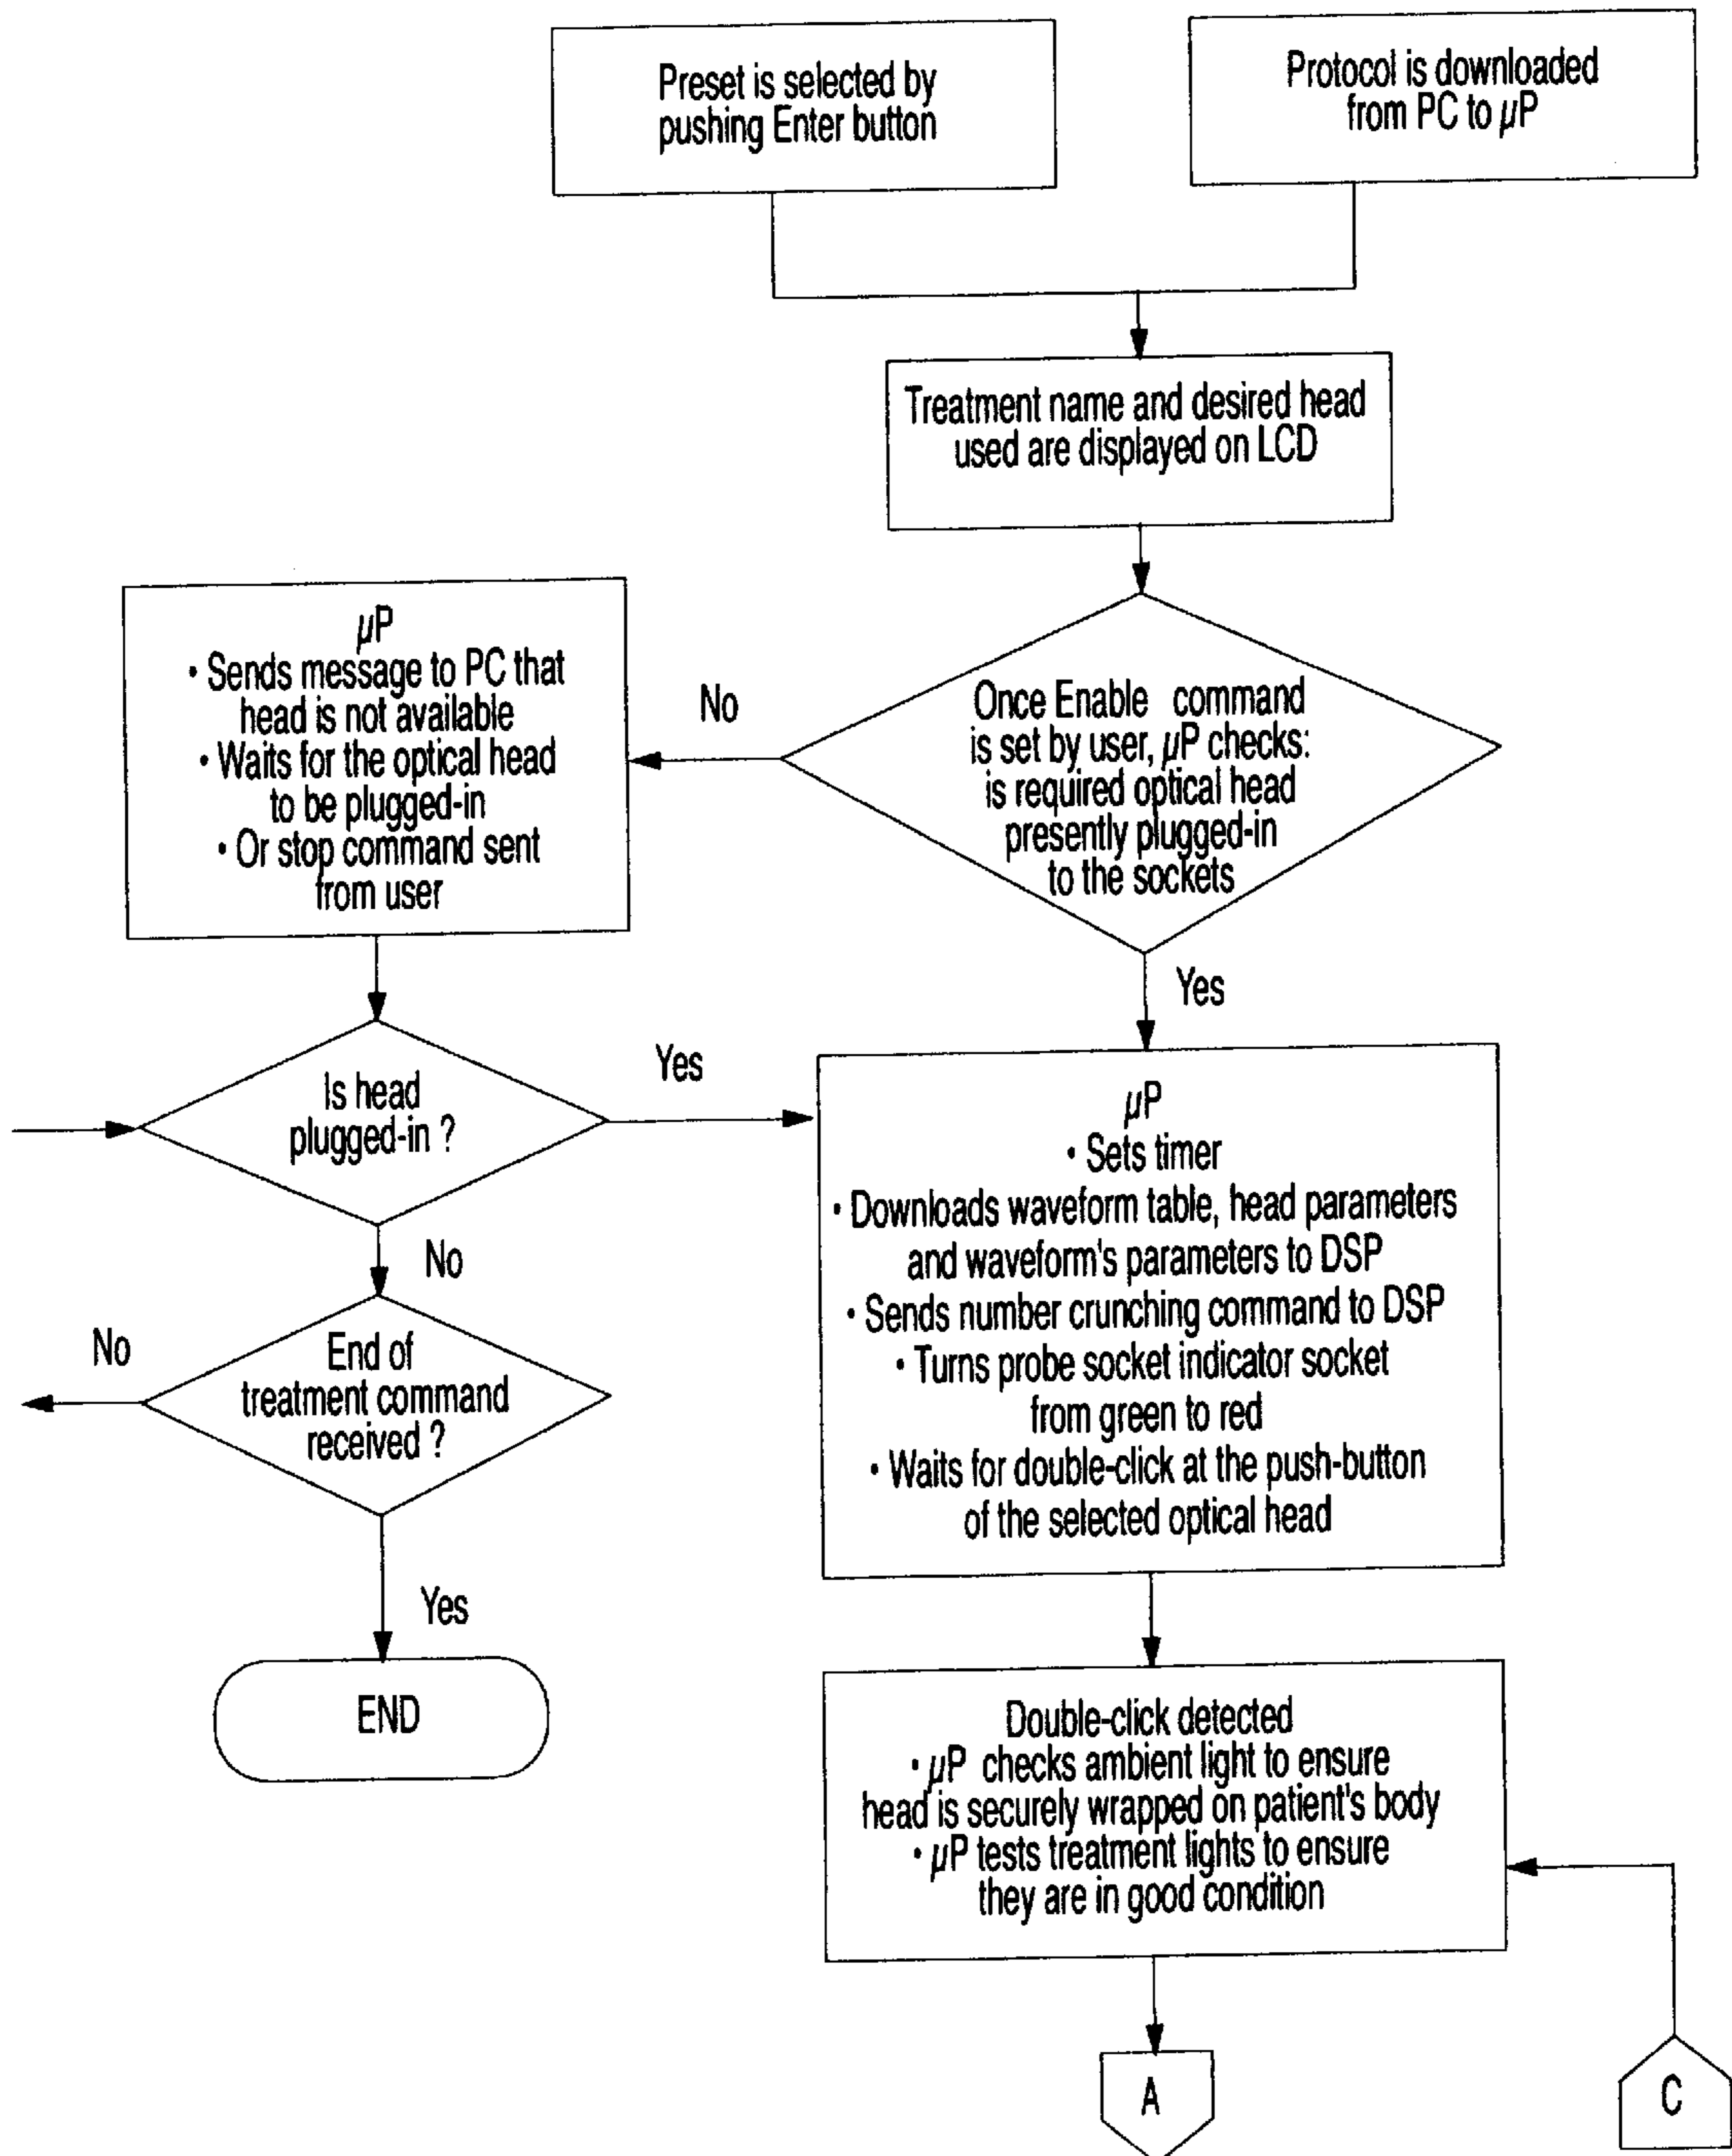 Preset is selected by
pushing Enter button
Protocol is downloaded
from PC to µP
Treatment name and desired head
used are displayed on LCD
Once Enable command
is set by user, µP checks:
is required optical head
presently plugged-in
to the sockets
No
Yes
µP
• Sends message to PC that
head is not available
• Waits for the optical head
to be plugged-in
• Or stop command sent
from user
Is head
plugged-in ?
Yes
No
End of
treatment command
received ?
No
Yes
END
µP
• Sets timer
• Downloads waveform table, head parameters
and waveform's parameters to DSP
• Sends number crunching command to DSP
• Turns probe socket indicator socket
from green to red
• Waits for double-click at the push-button
of the selected optical head
Double-click detected
• µP checks ambient light to ensure
head is securely wrapped on patient's body
• µP tests treatment lights to ensure
they are in good condition
A
C